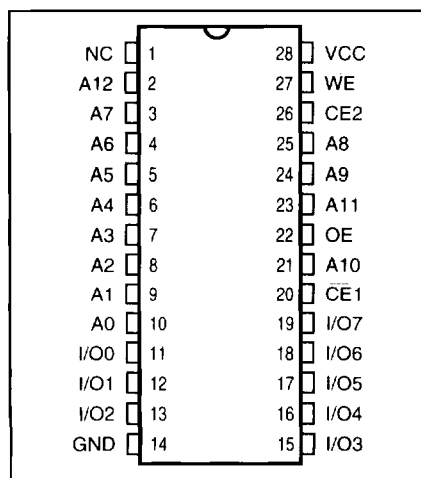 NC 1 28 VCC
A12 2 27 WE
A7 3 26 CE2
A6 4 25 A8
A5 5 24 A9
A4 6 23 A11
A3 7 22 OE
A2 8 21 A10
A1 9 20 C̅E̅1
A0 10 19 I/O7
I/O0 11 18 I/O6
I/O1 12 17 I/O5
I/O2 13 16 I/O4
GND 14 15 I/O3